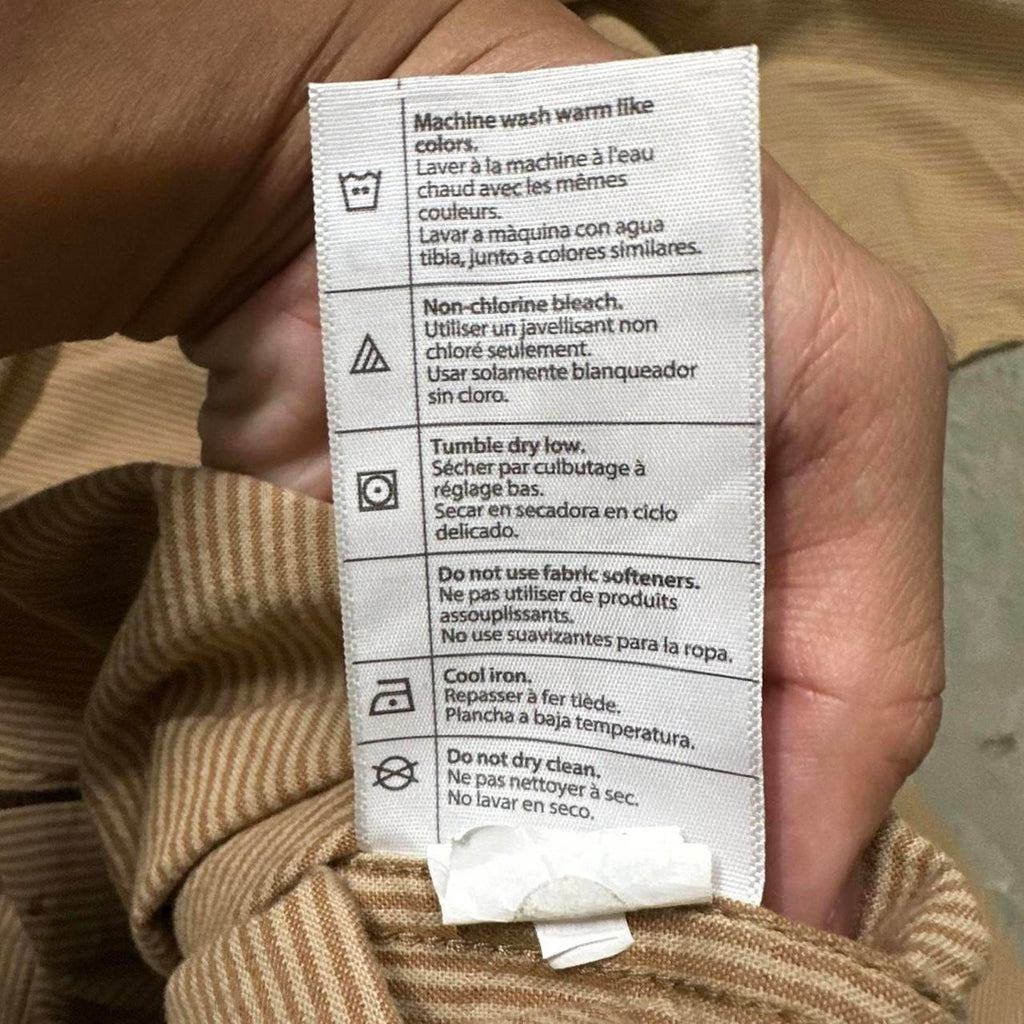 Machine wash warm like
colors.
Laver à la machine à l'eau
chaud avec les mêmes
couleurs.
Lavar a màquina con agua
tibia, junto a colores similares.
Non-chlorine bleach.
Utiliser un javellisant non
chloré seulement.
Usar solamente blanqueador
sin cloro.
Tumble dry low.
Sécher par culbutage à
réglage bas.
Secar en secadora en ciclo
delicado.
Do not use fabric softeners.
Ne pas utiliser de produits
assouplissants.
No use suavizantes para la ropa.
Cool iron.
Repasser à fer tiède.
Plancha a baja temperatura.
Do not dry clean.
Ne pas nettoyer à sec.
No lavar en seco.